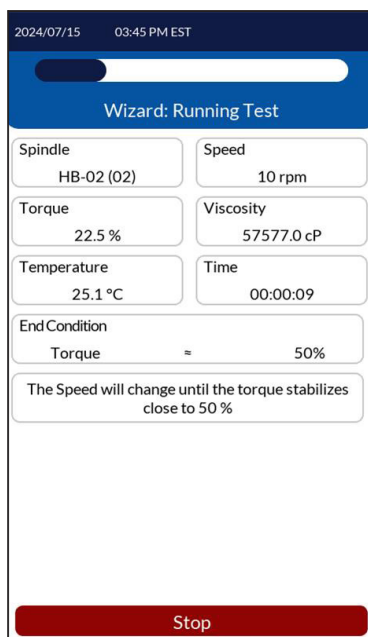 2024/07/15 03:45 PM EST
Wizard: Running Test
Spindle
HB-02 (02)
Speed
10 rpm
Torque
22.5 %
Viscosity
57577.0 cP
Temperature
25.1 °C
Time
00:00:09
End Condition
Torque ≈ 50%
The Speed will change until the torque stabilizes
close to 50 %
Stop